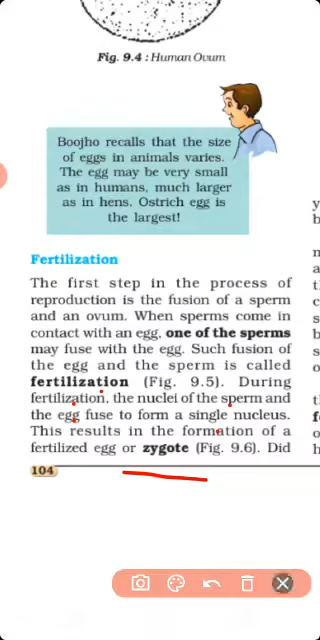 Fig. 9.4 : Human Ovum
Boojho recalls that the size
of eggs in animals varies.
The egg may be very small
as in humans, much larger
as in hens. Ostrich egg is
the largest!
Fertilization
The first step in the process of
reproduction is the fusion of a sperm
and an ovum. When sperms come in
contact with an egg, one of the sperms
may fuse with the egg. Such fusion of
the egg and the sperm is called
fertilization (Fig. 9.5). During
fertilization, the nuclei of the sperm and
the egg fuse to form a single nucleus.
This results in the formation of a
fertilized egg or zygote (Fig. 9.6). Did
104